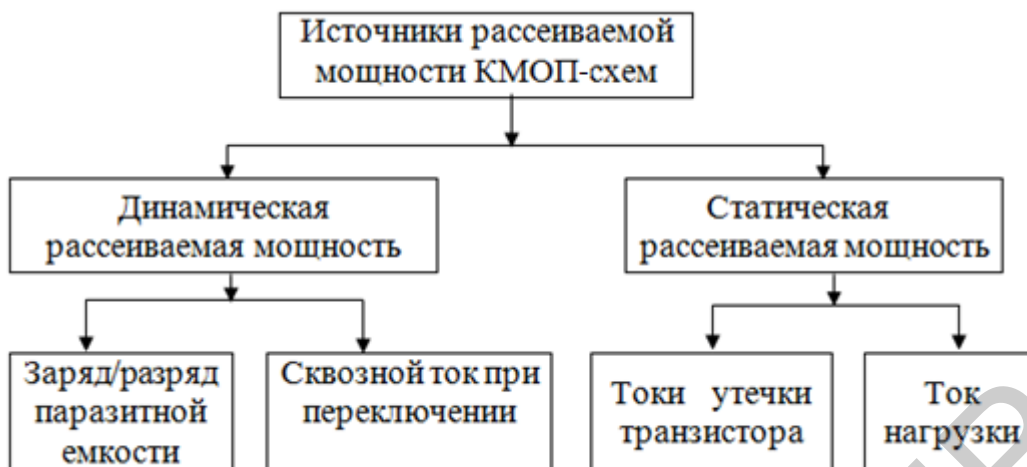 Источники рассеиваемой
мощности КМОП-схем
Динамическая
рассеиваемая мощность
Статическая
рассеиваемая мощность
Заряд/разряд
паразитной
емкости
Сквозной ток при
переключении
Токи утечки
транзистора
Ток
нагрузки